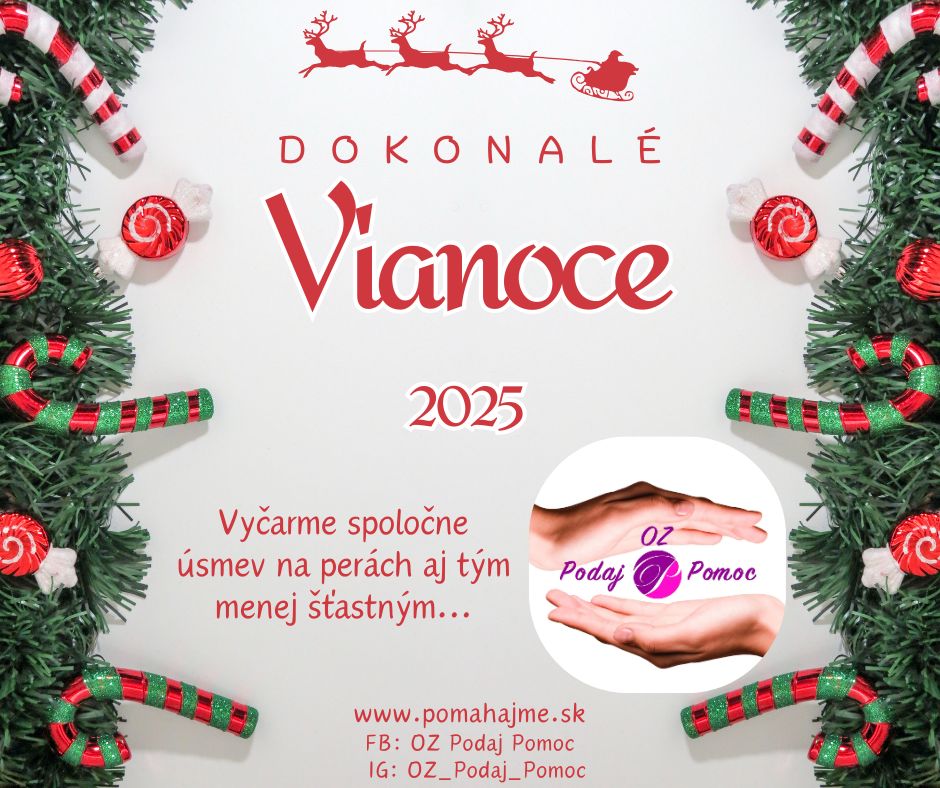 DOKONALÉ
Vianoce
2025
Vyčarme spoločne
úsmev na perách aj tým
menej šťastným...
OZ
Podaj P Pomoc
www.pomahajme.sk
FB: OZ Podaj Pomoc
IG: OZ_Podaj_Pomoc